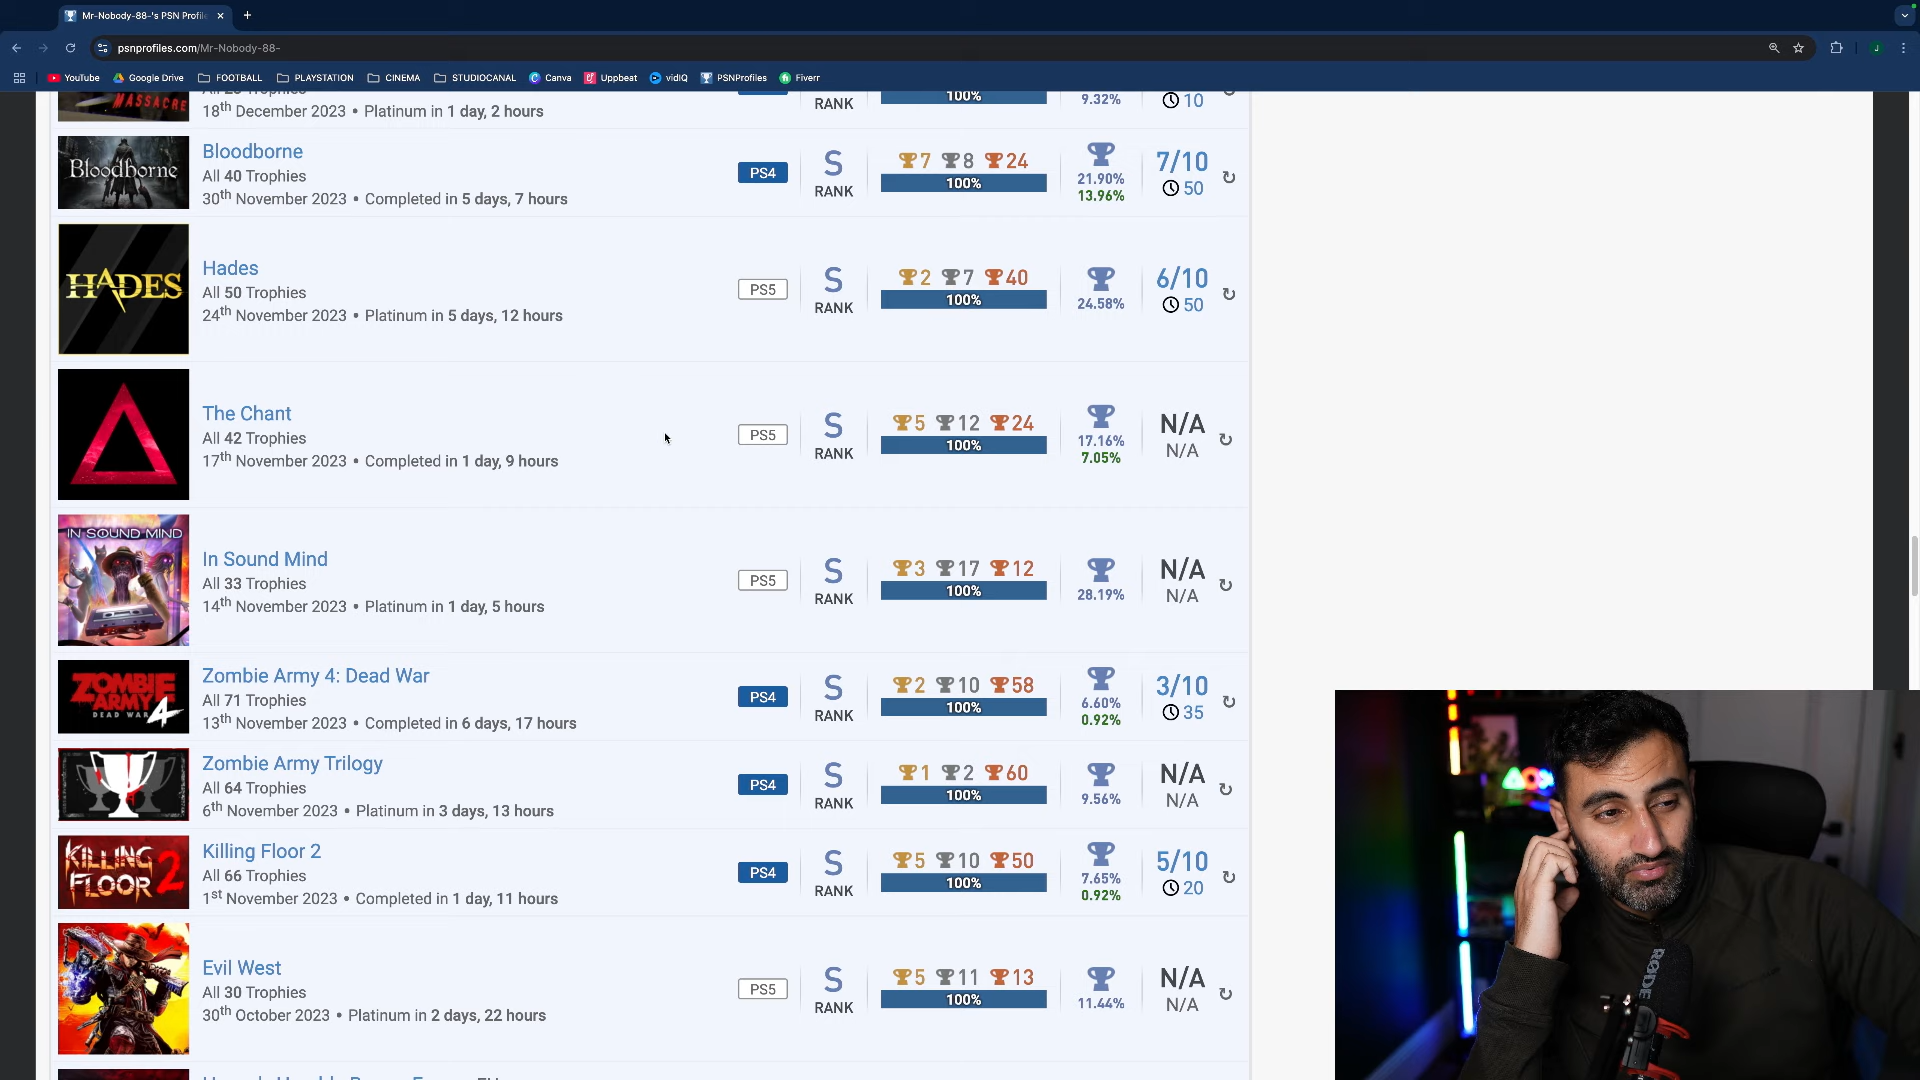 Mr-Nobody-88-'s PSN Profile
psnprofiles.com/Mr-Nobody-88-
YouTube Google Drive FOOTBALL PLAYSTATION CINEMA STUDIOCANAL Canva Uppbeat vidIQ PSNProfiles Fiverr
MASSACRE
18th December 2023 • Platinum in 1 day, 2 hours
RANK
100%
9.32%
10
Bloodborne
Bloodborne
All 40 Trophies
30th November 2023 • Completed in 5 days, 7 hours
PS4
S
RANK
7 8 24
100%
21.90%
13.96%
7/10
50
HADES
Hades
All 50 Trophies
24th November 2023 • Platinum in 5 days, 12 hours
PS5
S
RANK
2 7 40
100%
24.58%
6/10
50
The Chant
All 42 Trophies
17th November 2023 • Completed in 1 day, 9 hours
PS5
S
RANK
5 12 24
100%
17.16%
7.05%
N/A
N/A
IN SOUND MIND
In Sound Mind
All 33 Trophies
14th November 2023 • Platinum in 1 day, 5 hours
PS5
S
RANK
3 17 12
100%
28.19%
N/A
N/A
ZOMBIE
ARMY 4
DEAD WAR
Zombie Army 4: Dead War
All 71 Trophies
13th November 2023 • Completed in 6 days, 17 hours
PS4
S
RANK
2 10 58
100%
6.60%
0.92%
3/10
35
Zombie Army Trilogy
All 64 Trophies
6th November 2023 • Platinum in 3 days, 13 hours
PS4
S
RANK
1 2 60
100%
9.56%
N/A
N/A
KILLING
FLOOR 2
Killing Floor 2
All 66 Trophies
1st November 2023 • Completed in 1 day, 11 hours
PS4
S
RANK
5 10 50
100%
7.65%
0.92%
5/10
20
Evil West
All 30 Trophies
30th October 2023 • Platinum in 2 days, 22 hours
PS5
S
RANK
5 11 13
100%
11.44%
N/A
N/A
RØDE